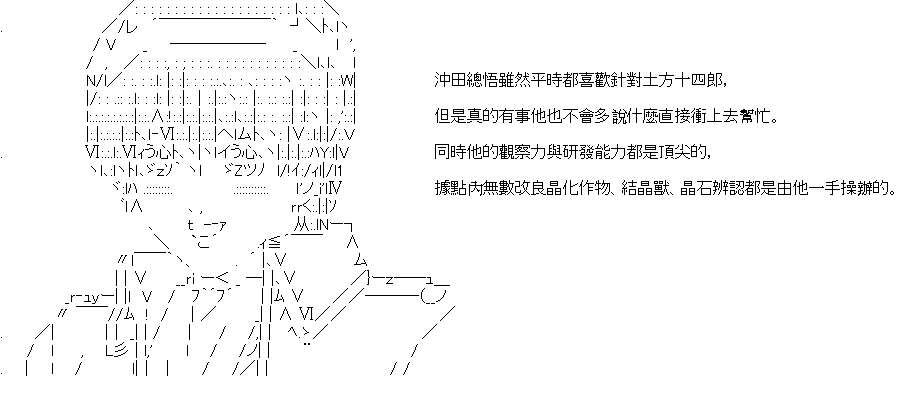 沖田總悟雖然平時都喜歡針對土方十四郎,
但是真的有事他也不會多說什麼直接衝上去幫忙。
同時他的觀察力與研發能力都是頂尖的,
據點內無數改良晶化作物、結晶獸、晶石辨認都是由他一手操辦的。